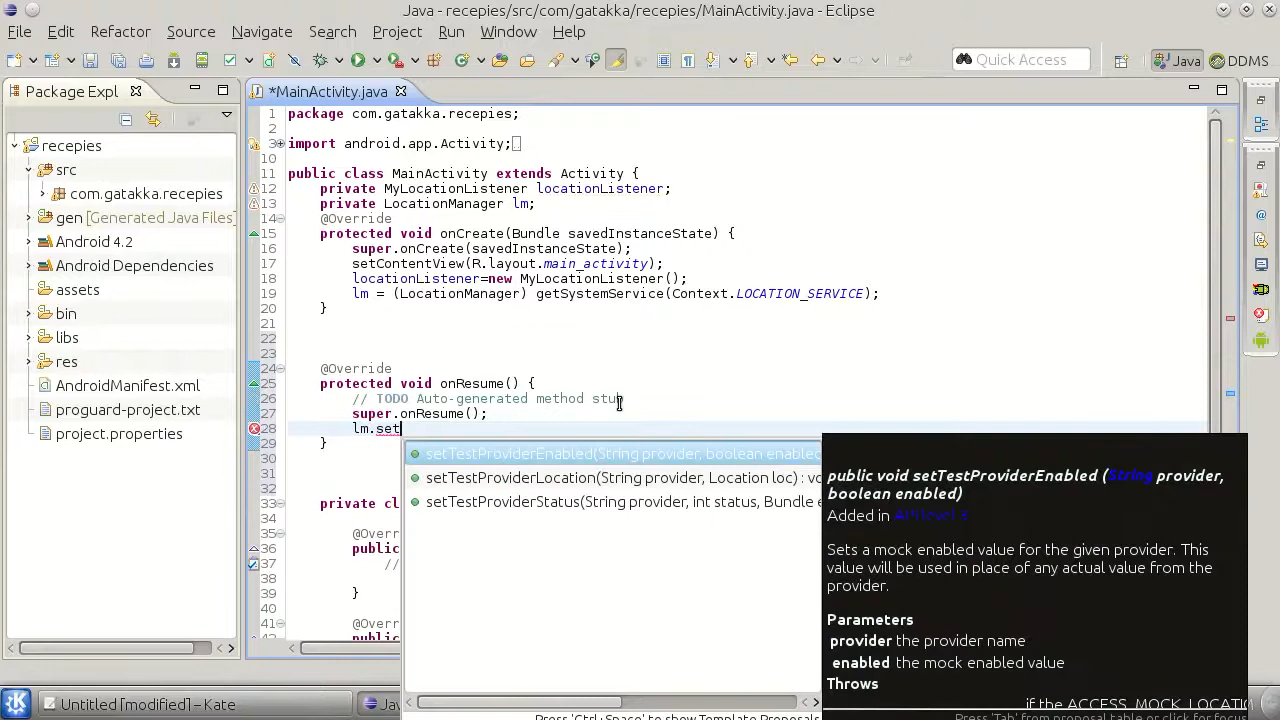 Java - recepies/src/com/gatakka/recepies/MainActivity.java - Eclipse
File Edit Refactor Source Navigate Search Project Run Window Help
Quick Access Java DDMS
Package Expl
*MainActivity.java
recepies
src
com.gatakka.recepies
gen [Generated Java Files]
Android 4.2
Android Dependencies
assets
bin
libs
res
AndroidManifest.xml
proguard-project.txt
project.properties
1 package com.gatakka.recepies;
2
3 import android.app.Activity;
10
11 public class MainActivity extends Activity {
12 private MyLocationListener locationListener;
13 private LocationManager lm;
14 @Override
15 protected void onCreate(Bundle savedInstanceState) {
16 super.onCreate(savedInstanceState);
17 setContentView(R.layout.main_activity);
18 locationListener=new MyLocationListener();
19 lm = (LocationManager) getSystemService(Context.LOCATION_SERVICE);
20 }
21
22
23
24 @Override
25 protected void onResume() {
26 // TODO Auto-generated method stub
27 super.onResume();
28 lm.set
29 }
30
31
32
33 private cl
34
35 @Over
36 public
37 //
38
39 }
40
41 @Over
42 public
setTestProviderEnabled(String provider, boolean enabled
setTestProviderLocation(String provider, Location loc) : vo
setTestProviderStatus(String provider, int status, Bundle e
Press 'Ctrl+Space' to show Template Proposals
public void setTestProviderEnabled (String provider,
boolean enabled)
Added in API level 3
Sets a mock enabled value for the given provider. This
value will be used in place of any actual value from the
provider.
Parameters
provider the provider name
enabled the mock enabled value
Throws
if the ACCESS_MOCK_LOCATIO
Press 'Tab' from proposal table or click for focus
Untitled [modified] - Kate